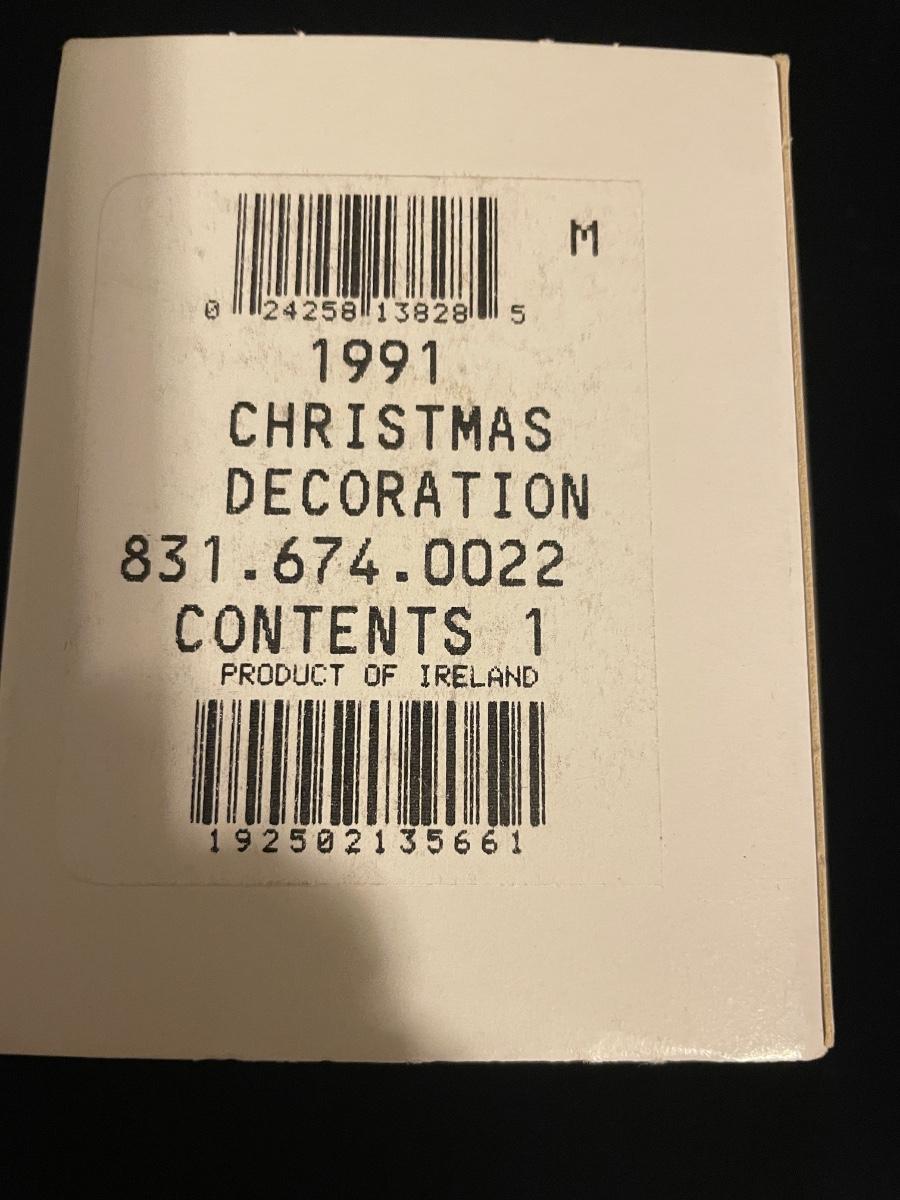 M
0 24258 13828 5
1991
CHRISTMAS
DECORATION
831.674.0022
CONTENTS 1
PRODUCT OF IRELAND
192502135661